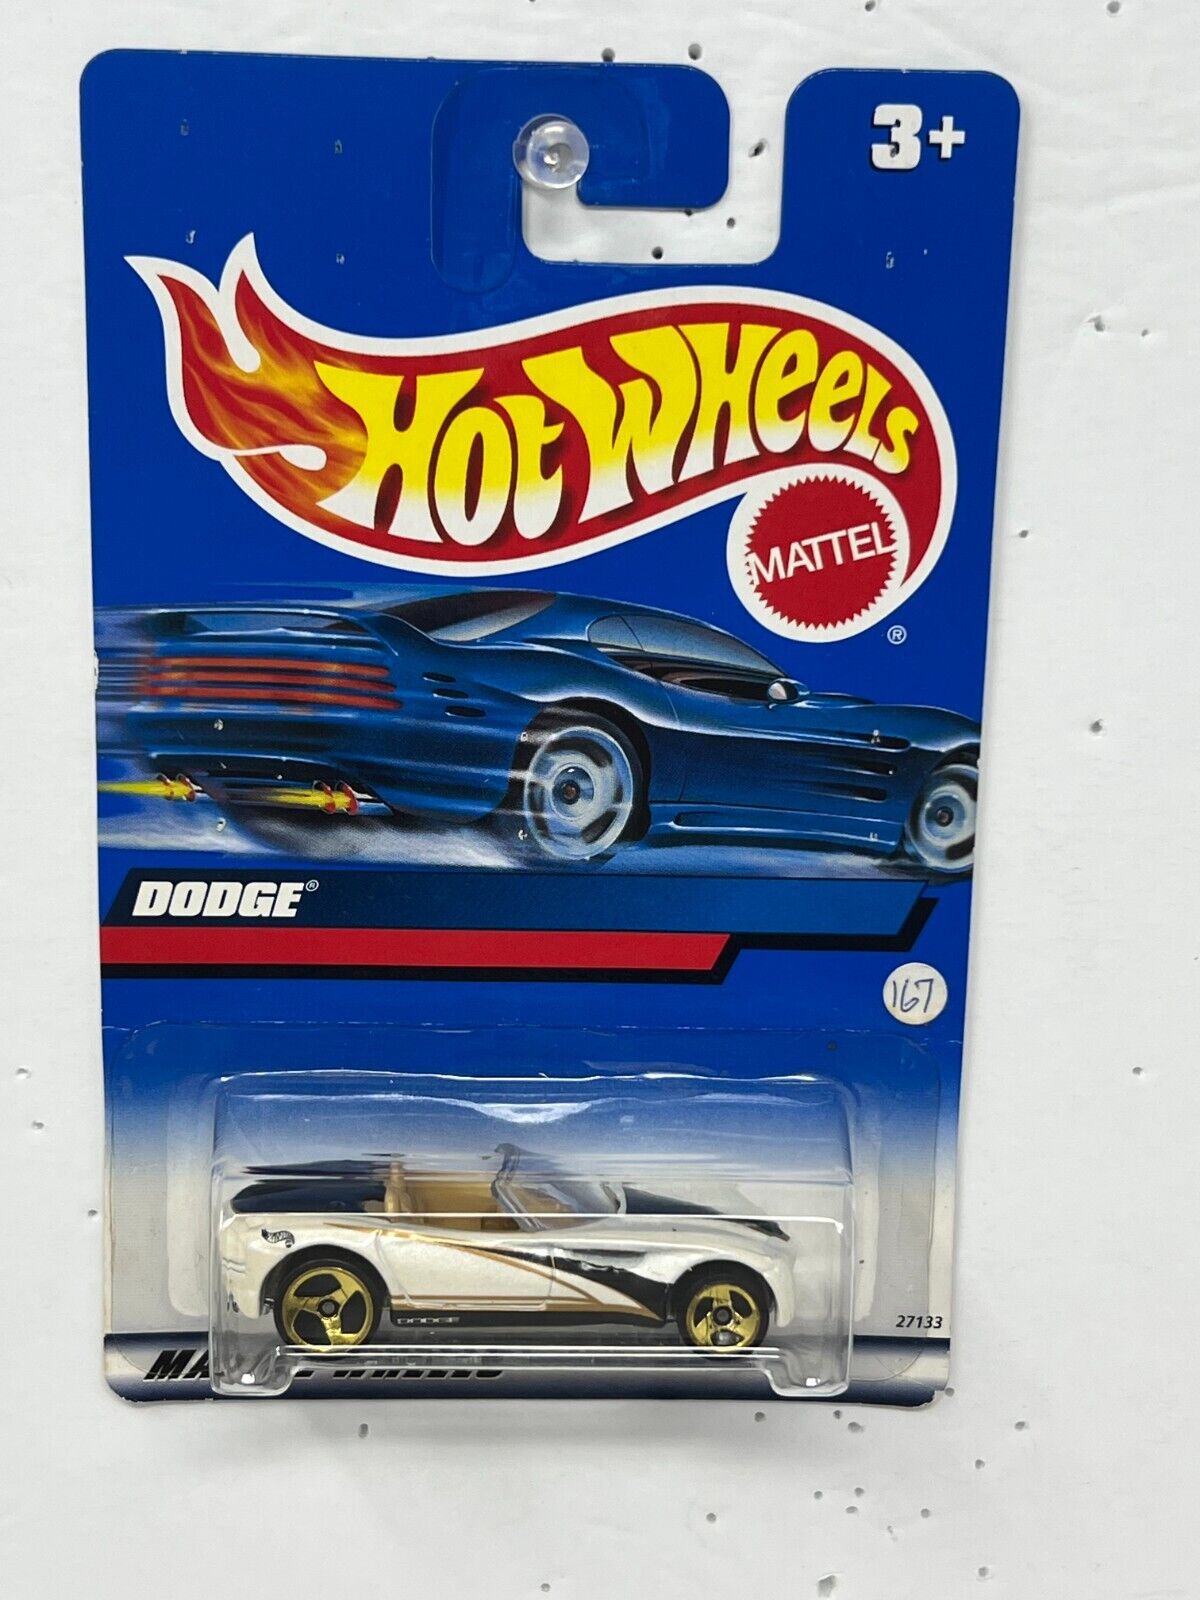 3+
HOT WHEELS
MATTEL
®
DODGE®
167
27133
DODGE